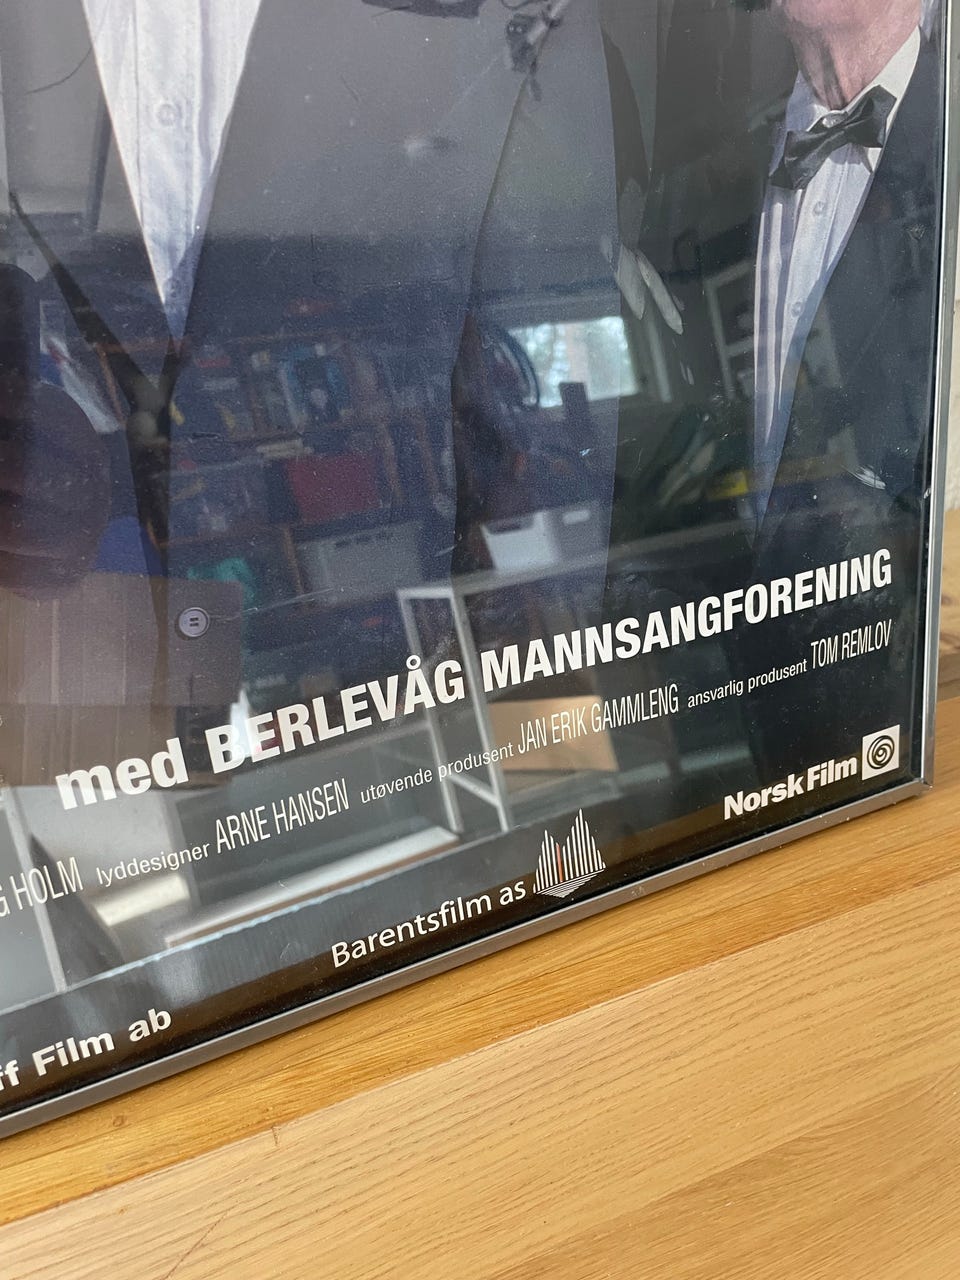 med BERLEVÅG MANNSANGFORENING
G HOLM lyddesigner ARNE HANSEN utøvende produsent JAN ERIK GAMMLENG ansvarlig produsent TOM REMLOV
ff Film ab Barentsfilm as Norsk Film